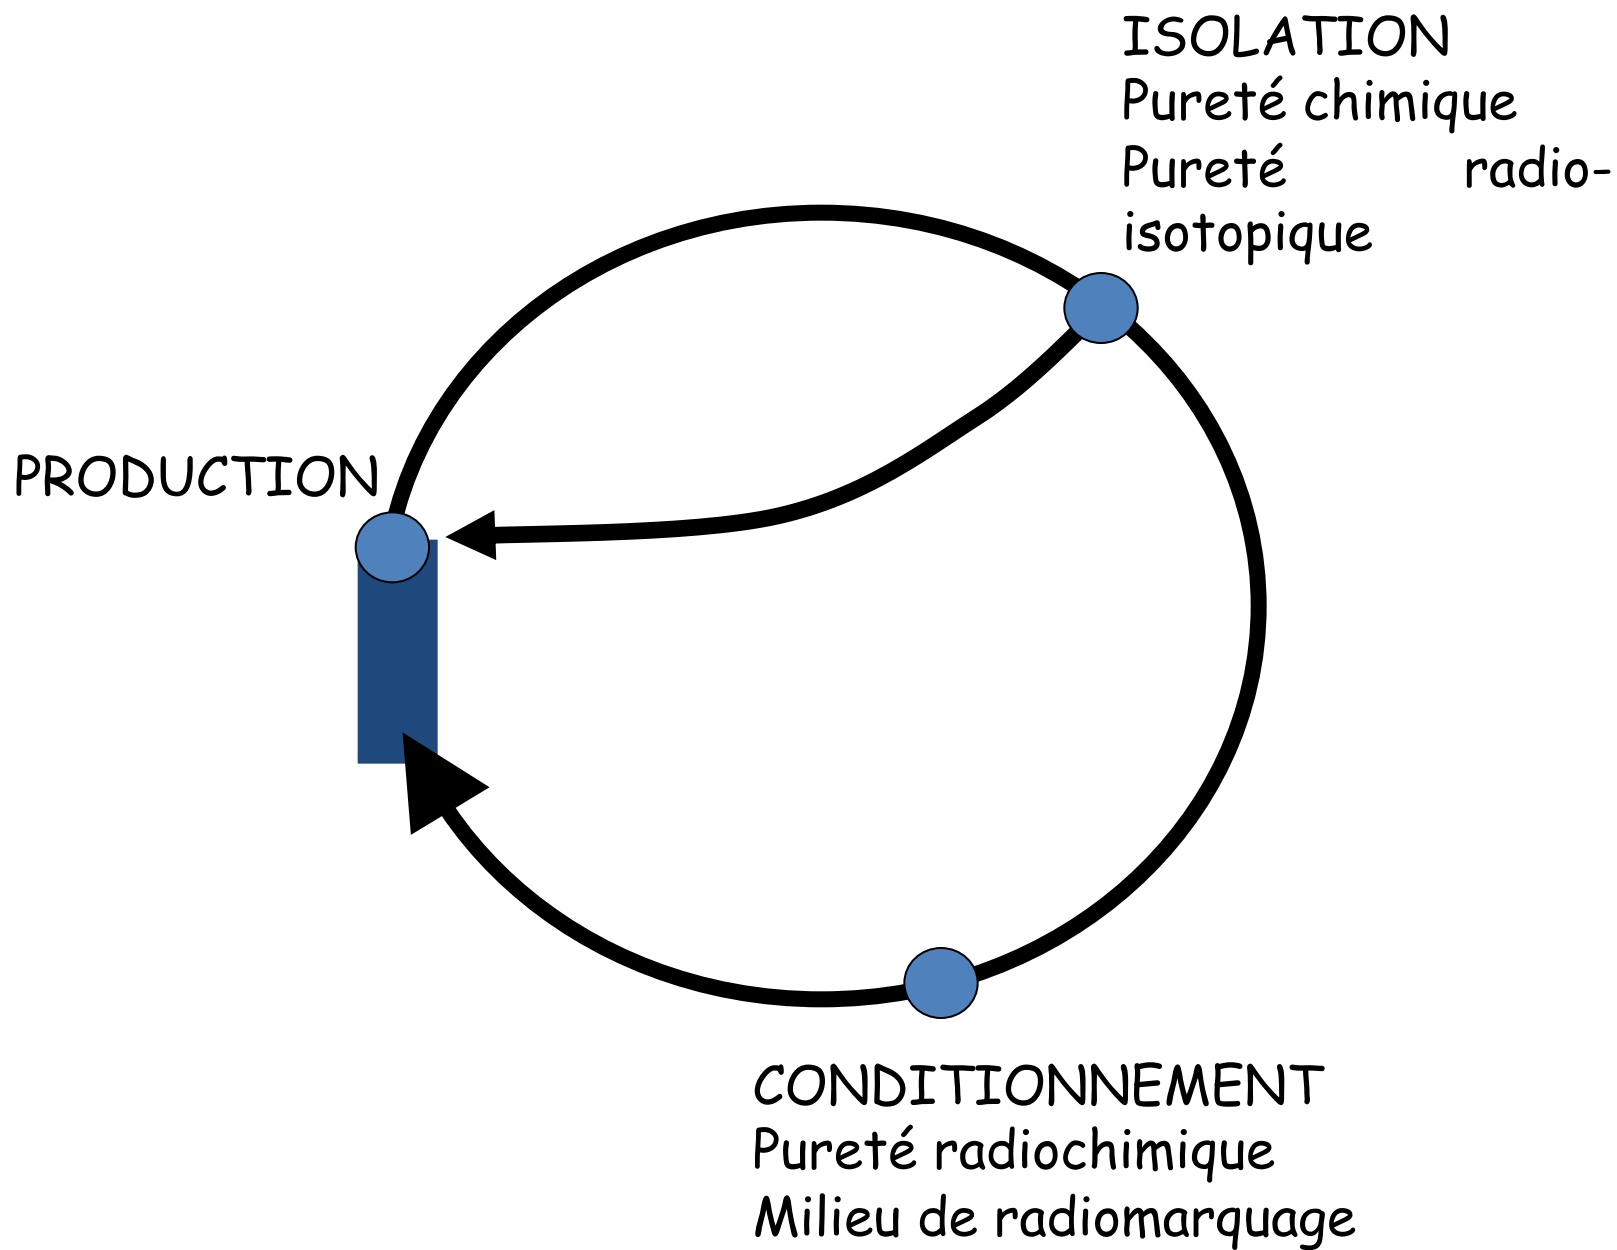 ISOLATION
Pureté chimique
Pureté radio-
isotopique
PRODUCTION
CONDITIONNEMENT
Pureté radiochimique
Milieu de radiomarquage